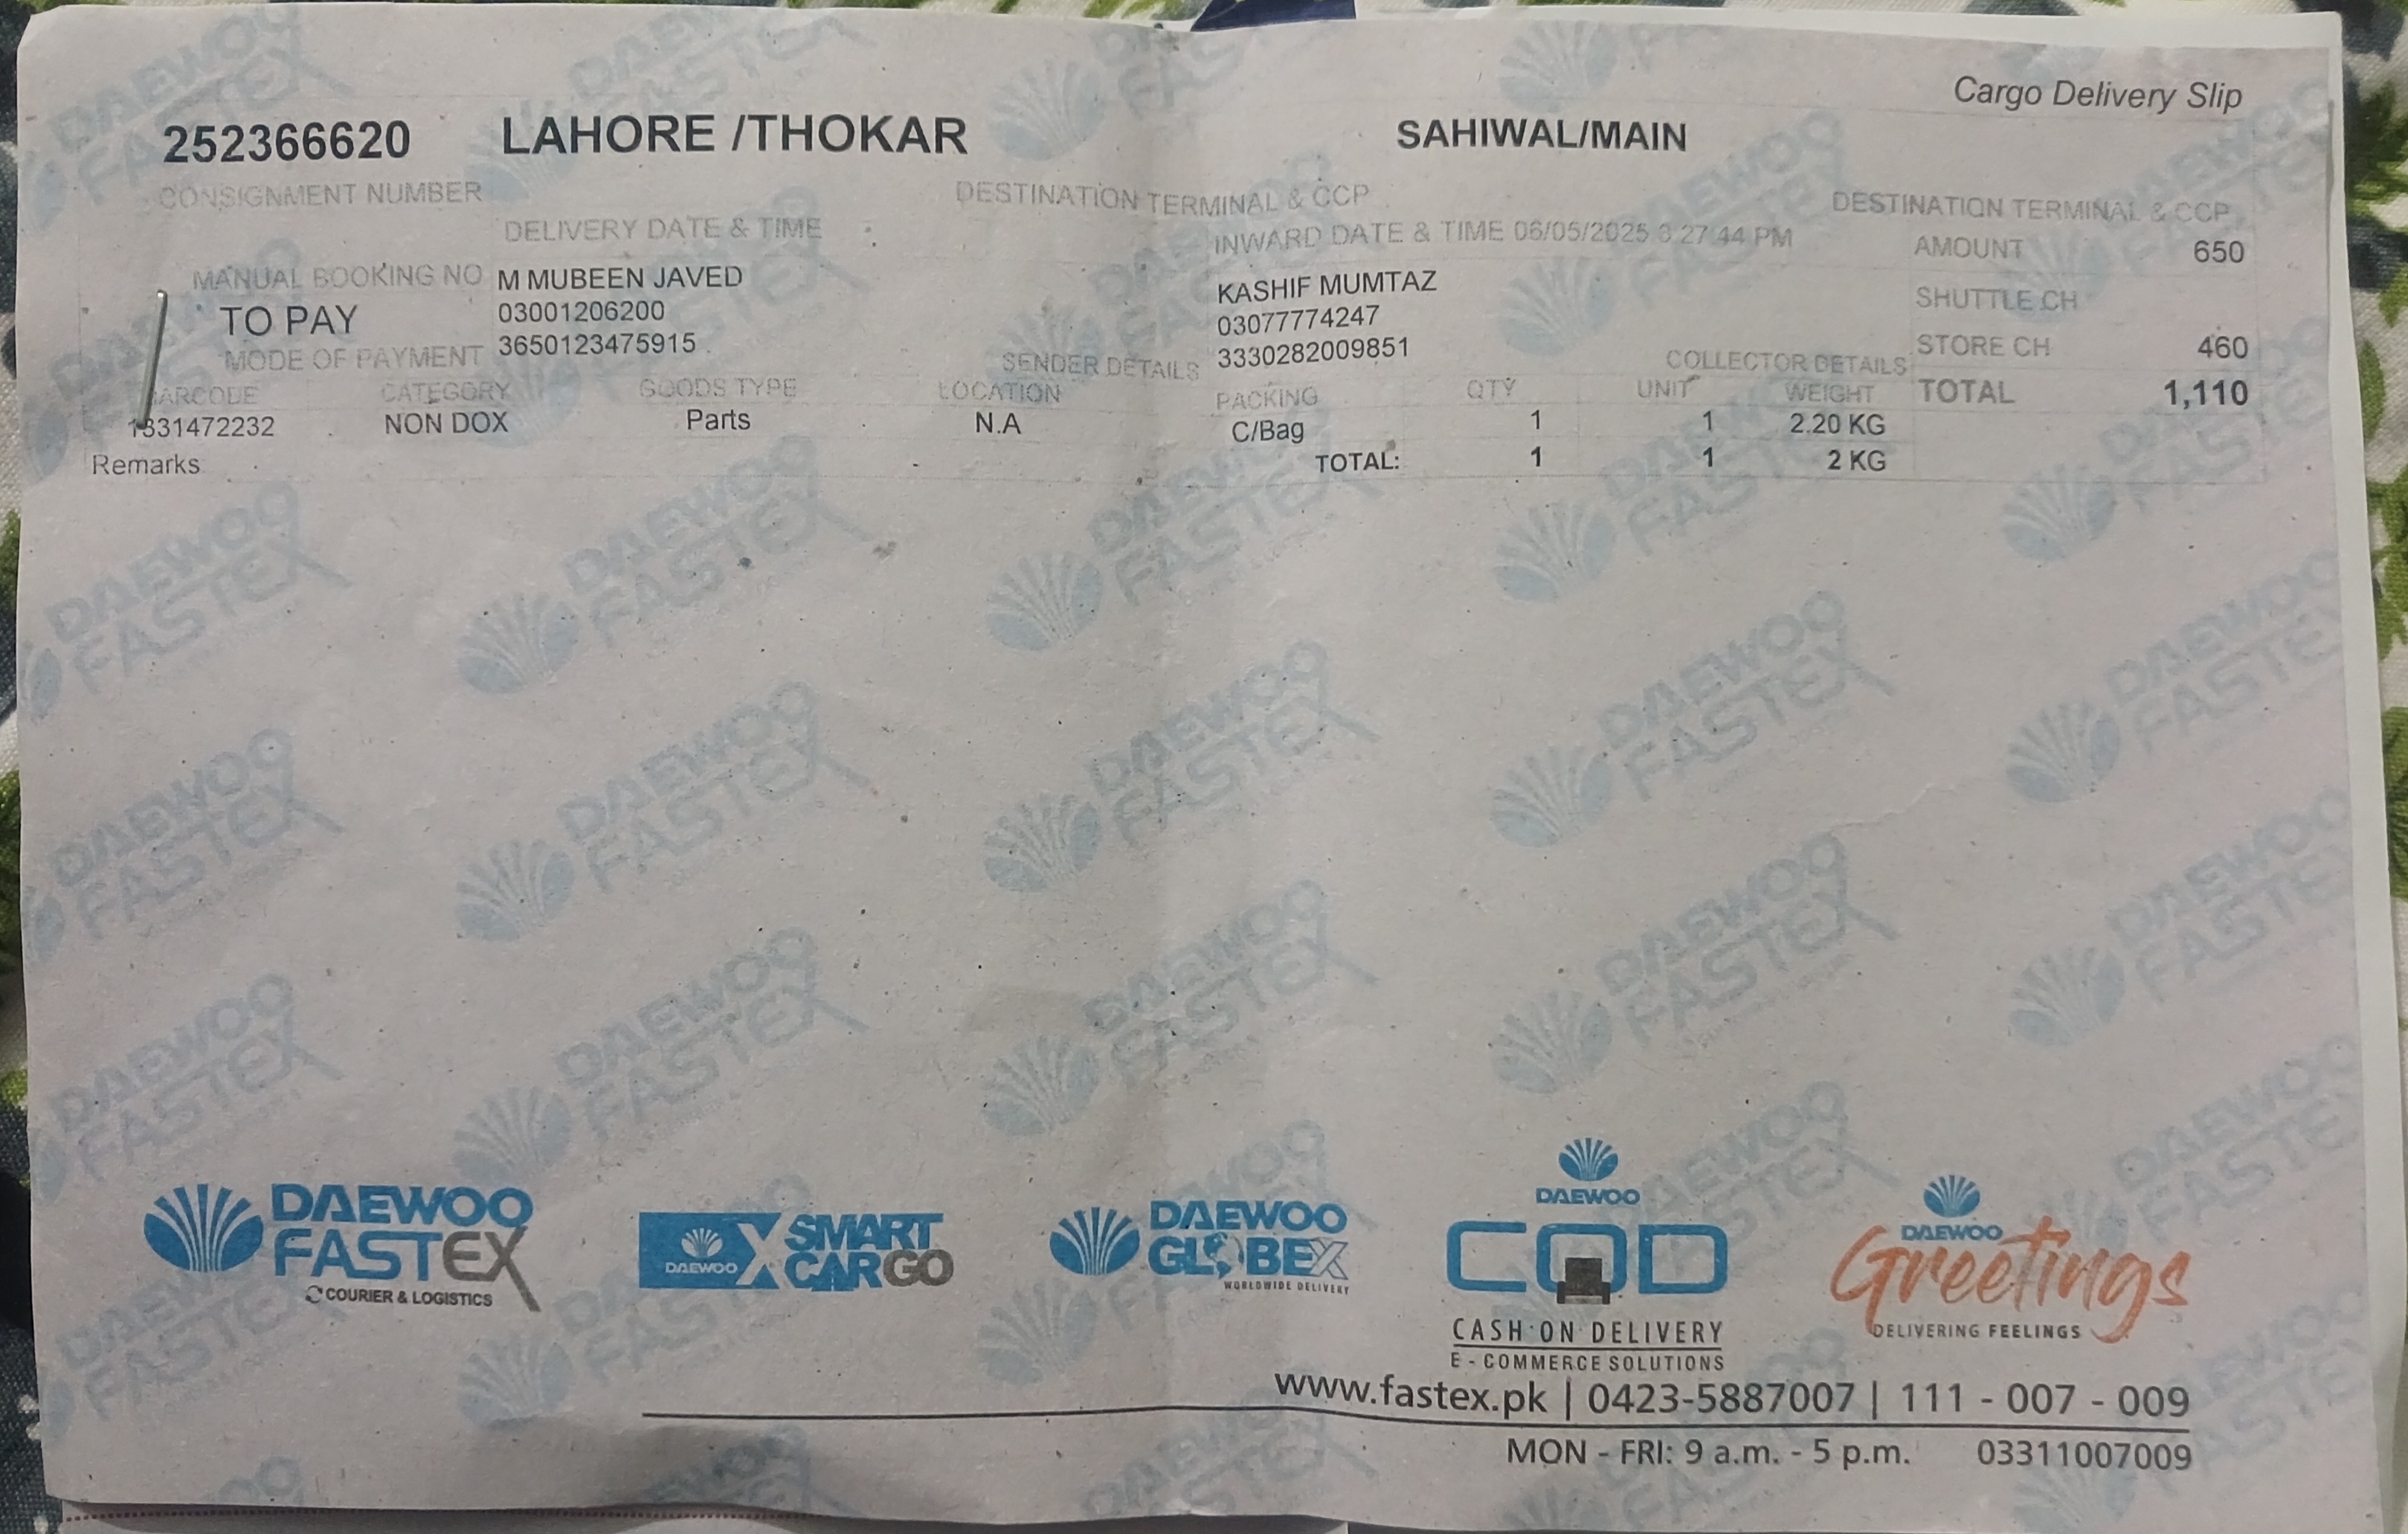 Cargo Delivery Slip
252366620 LAHORE /THOKAR SAHIWAL/MAIN
CONSIGNMENT NUMBER DESTINATION TERMINAL & CCP DESTINATION TERMINAL & CCP
DELIVERY DATE & TIME : INWARD DATE & TIME 06/05/2025 3:27:44 PM AMOUNT 650
MANUAL BOOKING NO M MUBEEN JAVED KASHIF MUMTAZ
TO PAY 03001206200 03077774247 SHUTTLE CH
MODE OF PAYMENT 3650123475915 SENDER DETAILS 3330282009851 COLLECTOR DETAILS STORE CH 460
BARCODE CATEGORY GOODS TYPE LOCATION PACKING QTY UNIT WEIGHT TOTAL 1,110
1331472232 NON DOX Parts N.A C/Bag 1 1 2.20 KG
Remarks TOTAL: 1 1 2 KG
DAEWOO FASTEX
COURIER & LOGISTICS
DAEWOO X SMART CARGO
DAEWOO GLOBEX
WORLDWIDE DELIVERY
DAEWOO
COD
CASH ON DELIVERY
E - COMMERCE SOLUTIONS
DAEWOO
Greetings
DELIVERING FEELINGS
www.fastex.pk | 0423-5887007 | 111 - 007 - 009
MON - FRI: 9 a.m. - 5 p.m. 03311007009